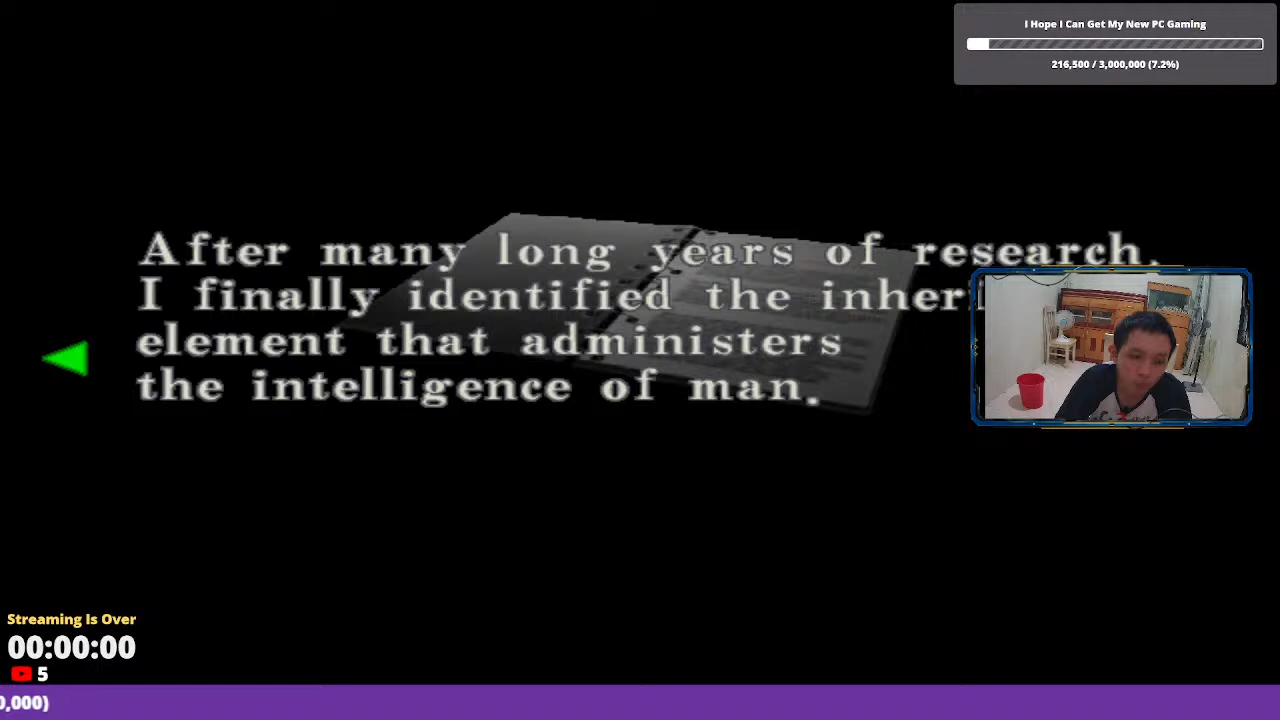 I Hope I Can Get My New PC Gaming
216,500 / 3,000,000 (7.2%)
After many long years of research,
I finally identified the
element that administers
the intelligence of man.
Streaming Is Over
00:00:00
5
0,000)